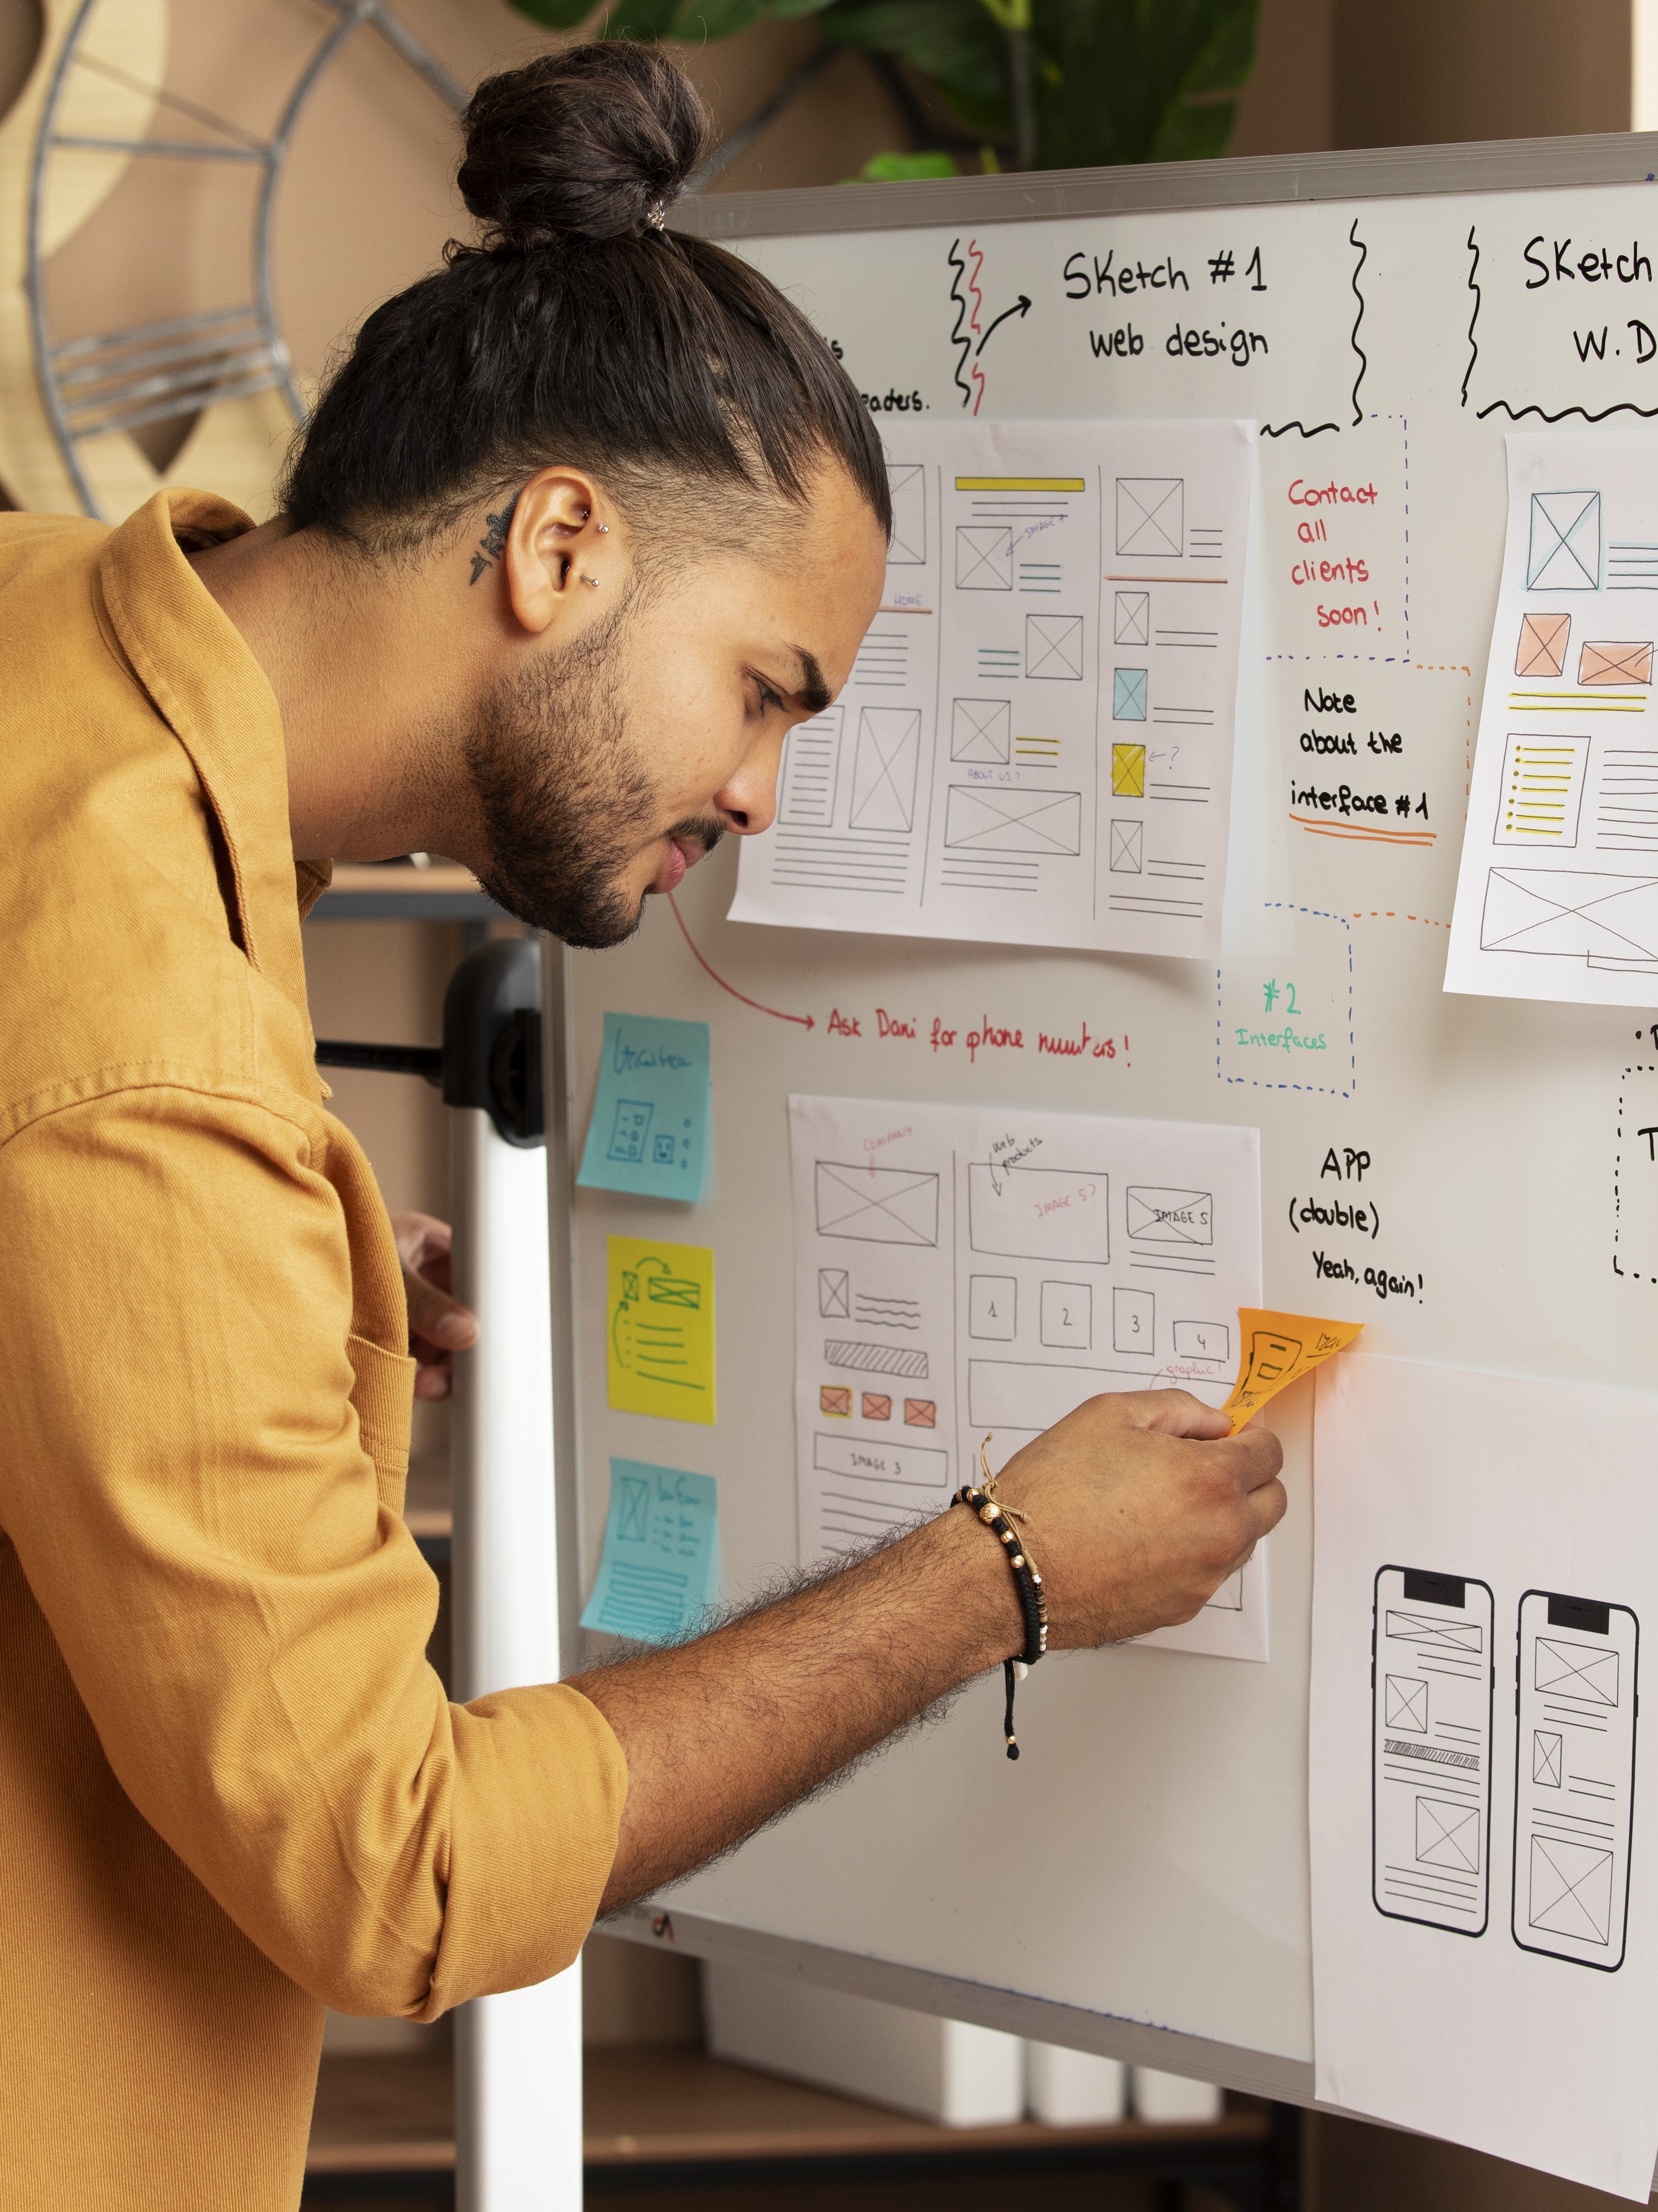 Sketch #1
web design
Sketch
W.D
eaders.
Contact
all
clients
soon!
IMAGE
HOME
Note
about the
interface #1
?
ABOUT US?
#2
Interfaces
Ask Dani for phone numbers!
COMPANY
web
products
IMAGE 5?
IMAGE 5
APP
(double)
Yeah, again!
1
2
3
4
graphic!
IMAGE 3